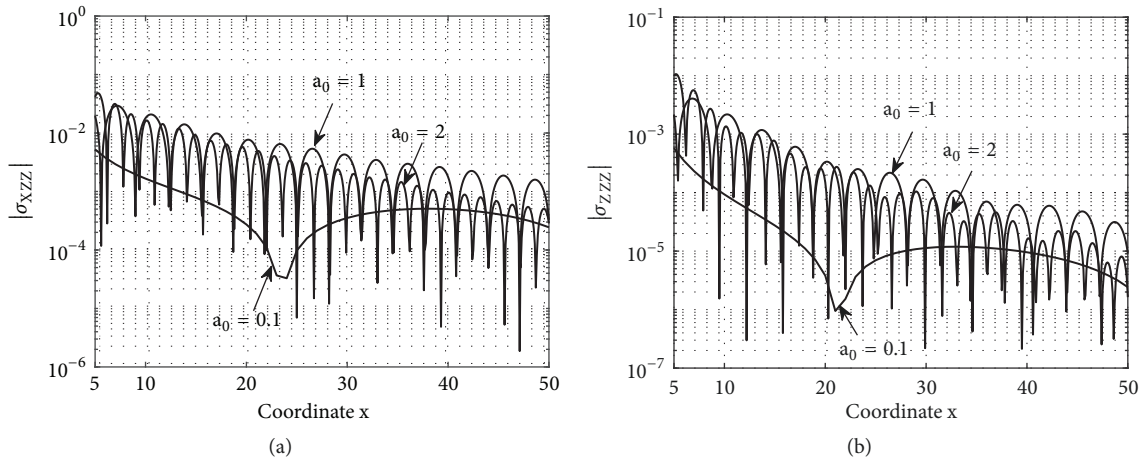 10^0
10^-2
10^-4
10^-6
|σ_XZZ|
a_0 = 1
a_0 = 2
a_0 = 0.1
5 10 20 30 40 50
Coordinate x
(a)
10^-1
10^-3
10^-5
10^-7
|σ_ZZZ|
a_0 = 1
a_0 = 2
a_0 = 0.1
5 10 20 30 40 50
Coordinate x
(b)